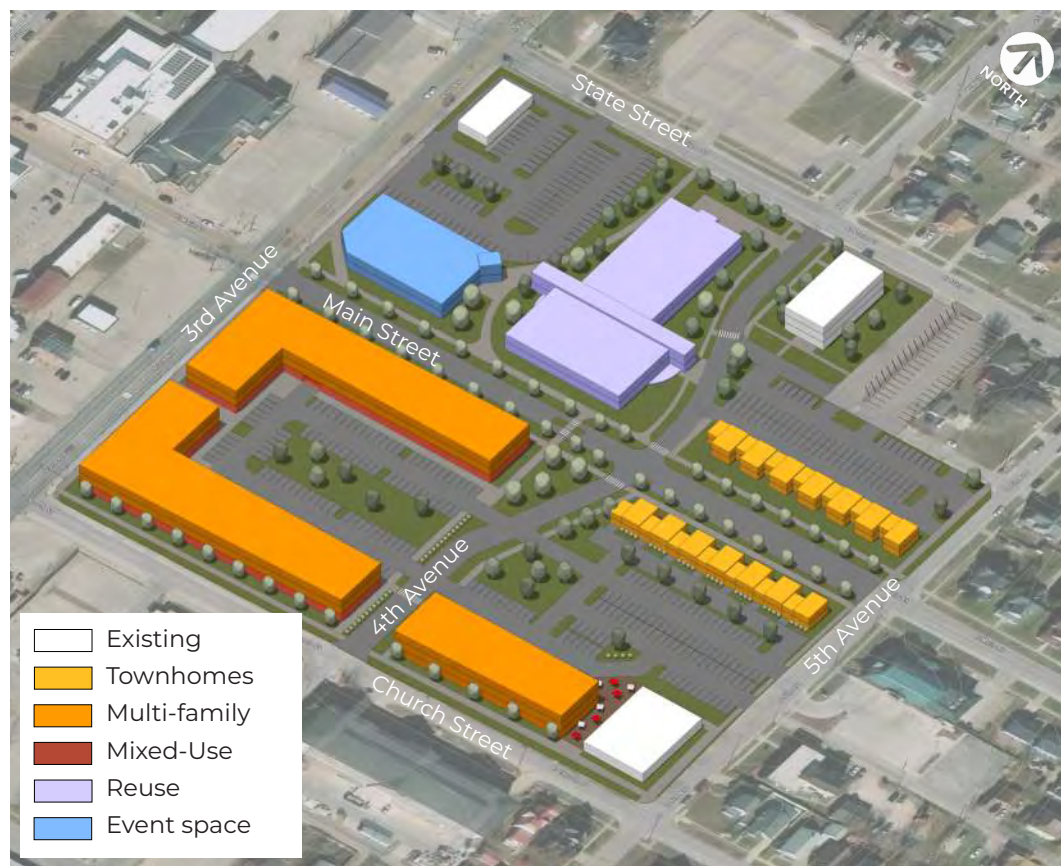 NORTH
State Street
3rd Avenue
Main Street
4th Avenue
5th Avenue
Church Street
Existing
Townhomes
Multi-family
Mixed-Use
Reuse
Event space